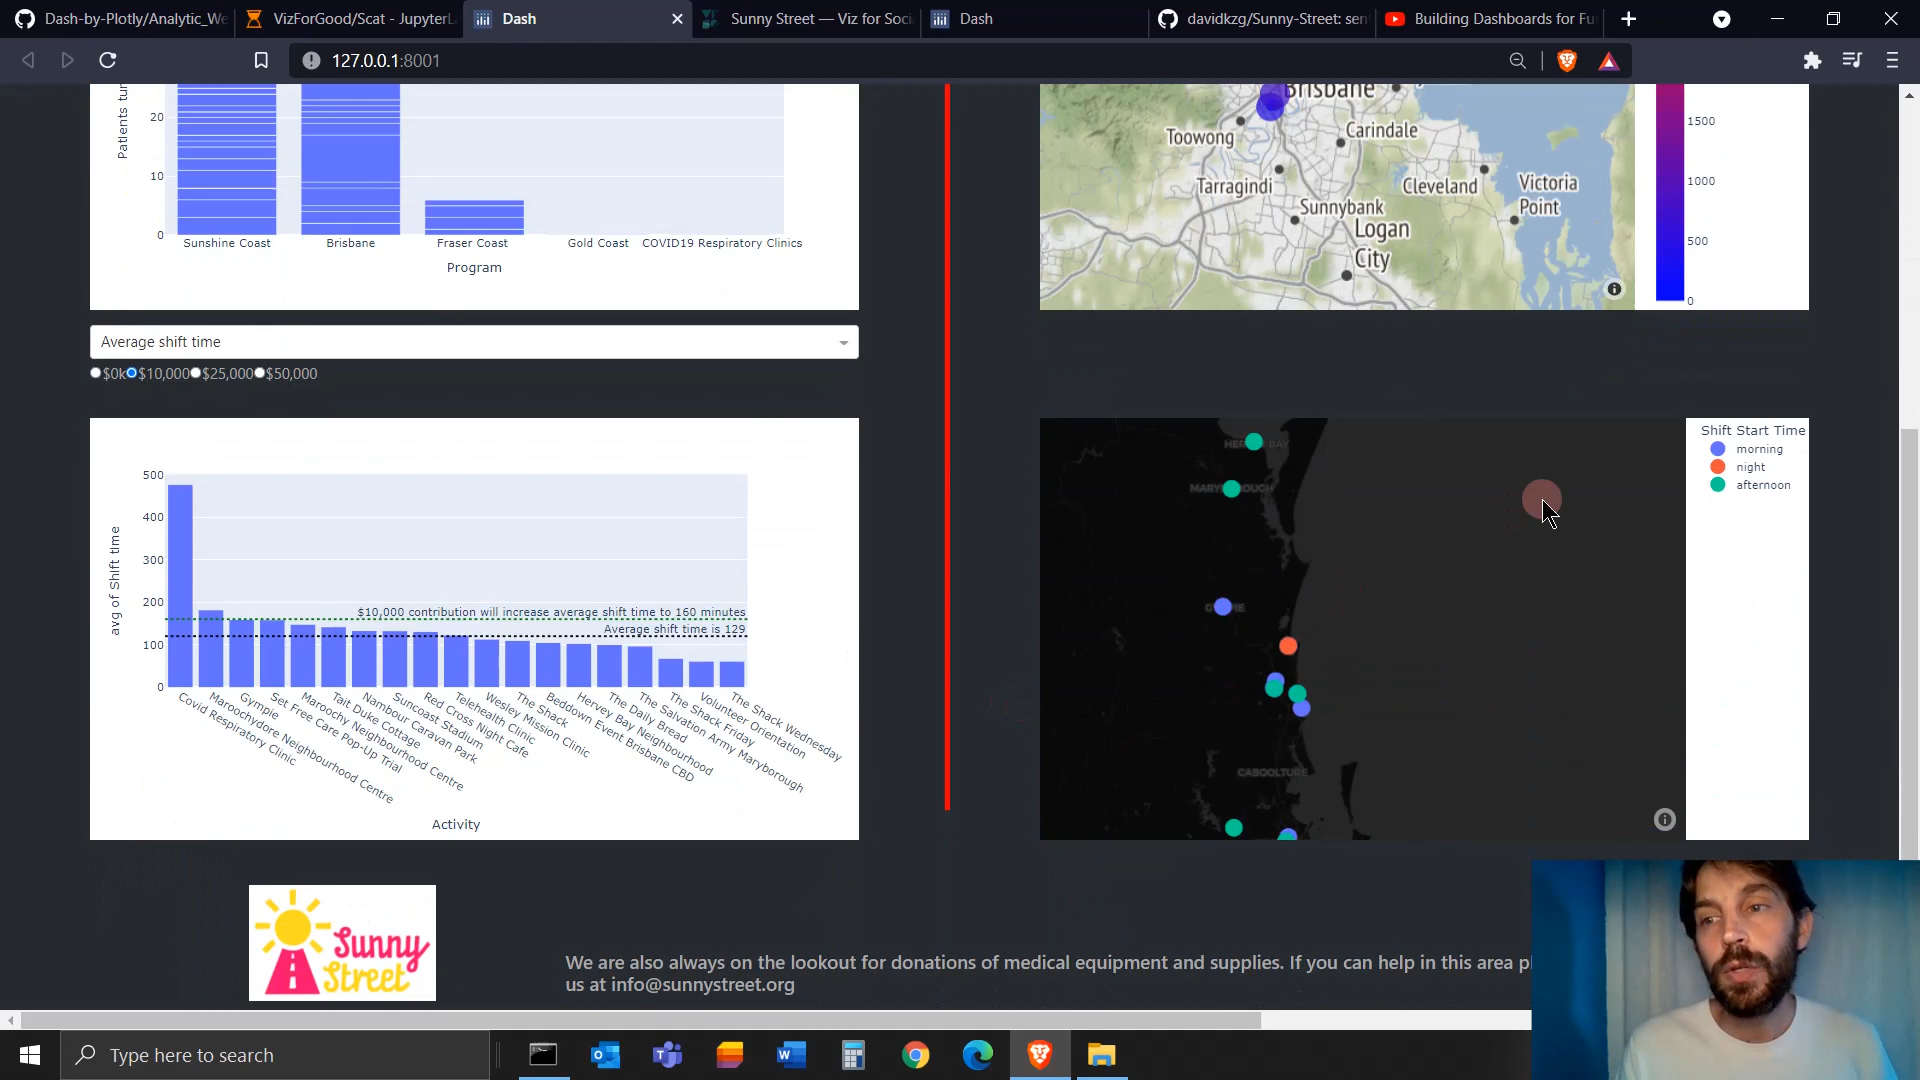 Dash-by-Plotly/Analytic_We
VizForGood/Scat - JupyterL
Dash
Sunny Street — Viz for Soci
Dash
davidkzg/Sunny-Street: sen
Building Dashboards for Fu
127.0.0.1:8001
Patients tur
20
10
0
Sunshine Coast
Brisbane
Fraser Coast
Gold Coast
COVID19 Respiratory Clinics
Program
Brisbane
Toowong
Carindale
Tarragindi
Cleveland
Victoria
Point
Sunnybank
Logan
City
1500
1000
500
0
Average shift time
$0k $10,000 $25,000 $50,000
avg of Shift time
500
400
300
200
100
0
$10,000 contribution will increase average shift time to 160 minutes
Average shift time is 129
Covid Respiratory Clinic
Maroochydore Neighbourhood Centre
Gympie
Set Free Care Pop-Up Trial
Maroochy Neighbourhood Centre
Tait Duke Cottage
Nambour Caravan Park
Suncoast Stadium
Red Cross Night Cafe
Telehealth Clinic
Wesley Mission Clinic
The Shack
Beddown Event Brisbane CBD
Hervey Bay Neighbourhood
The Daily Bread
The Salvation Army Maryborough
The Shack Friday
Volunteer Orientation
The Shack Wednesday
Activity
CABOOLTURE
Shift Start Time
morning
night
afternoon
Sunny
Street
We are also always on the lookout for donations of medical equipment and supplies. If you can help in this area pl
us at info@sunnystreet.org
Type here to search